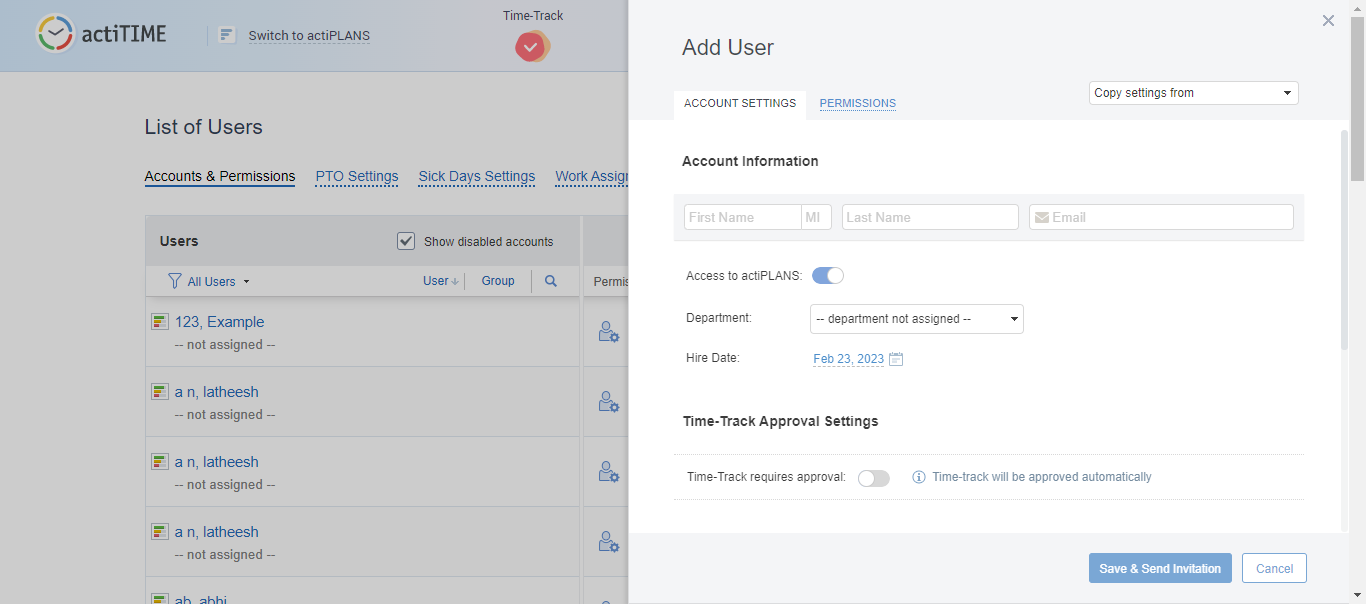 actiTIME
Switch to actiPLANS
Time-Track
List of Users
Accounts & Permissions
PTO Settings
Sick Days Settings
Work Assign
Users
Show disabled accounts
All Users
User
Group
Permis
123, Example
-- not assigned --
a n, latheesh
-- not assigned --
a n, latheesh
-- not assigned --
a n, latheesh
-- not assigned --
ab, abhi
Add User
ACCOUNT SETTINGS
PERMISSIONS
Copy settings from
Account Information
First Name
MI
Last Name
Email
Access to actiPLANS:
Department:
-- department not assigned --
Hire Date:
Feb 23, 2023
Time-Track Approval Settings
Time-Track requires approval:
Time-track will be approved automatically
Save & Send Invitation
Cancel